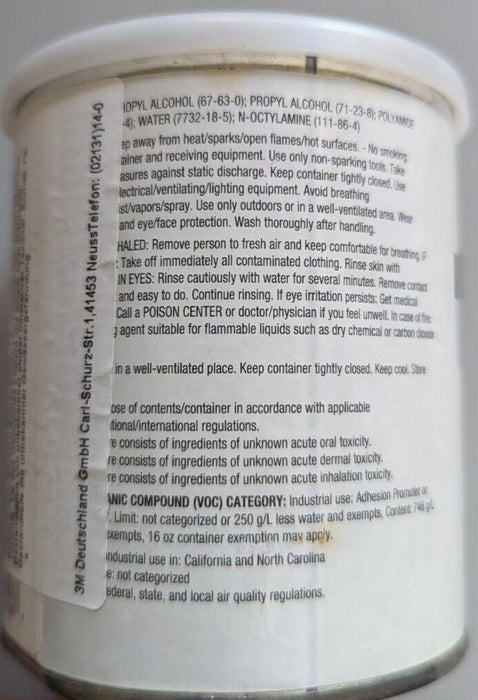 3M Deutschland GmbH Carl-Schurz-Str.1,41453 NeussTelefon: (02131)14-0
OPYL ALCOHOL (67-63-0); PROPYL ALCOHOL (71-23-8); POLYAMIDE
-4); WATER (7732-18-5); N-OCTYLAMINE (111-86-4)
ep away from heat/sparks/open flames/hot surfaces. - No smoking.
ainer and receiving equipment. Use only non-sparking tools. Take
asures against static discharge. Keep container tightly closed. Use
lectrical/ventilating/lighting equipment. Avoid breathing
ist/vapors/spray. Use only outdoors or in a well-ventilated area. Wear
and eye/face protection. Wash thoroughly after handling.
HALED: Remove person to fresh air and keep comfortable for breathing. IF
: Take off immediately all contaminated clothing. Rinse skin with
IN EYES: Rinse cautiously with water for several minutes. Remove contact
and easy to do. Continue rinsing. If eye irritation persists: Get medical
Call a POISON CENTER or doctor/physician if you feel unwell. In case of fire:
g agent suitable for flammable liquids such as dry chemical or carbon dioxide
in a well-ventilated place. Keep container tightly closed. Keep cool. Store
ose of contents/container in accordance with applicable
tional/international regulations.
re consists of ingredients of unknown acute oral toxicity.
re consists of ingredients of unknown acute dermal toxicity.
re consists of ingredients of unknown acute inhalation toxicity.
ANIC COMPOUND (VOC) CATEGORY: Industrial use: Adhesion Promoter or
, Limit: not categorized or 250 g/L less water and exempts, Content: 746 g/L
exempts, 16 oz container exemption may apply.
ndustrial use in: California and North Carolina
e: not categorized
ederal, state, and local air quality regulations.